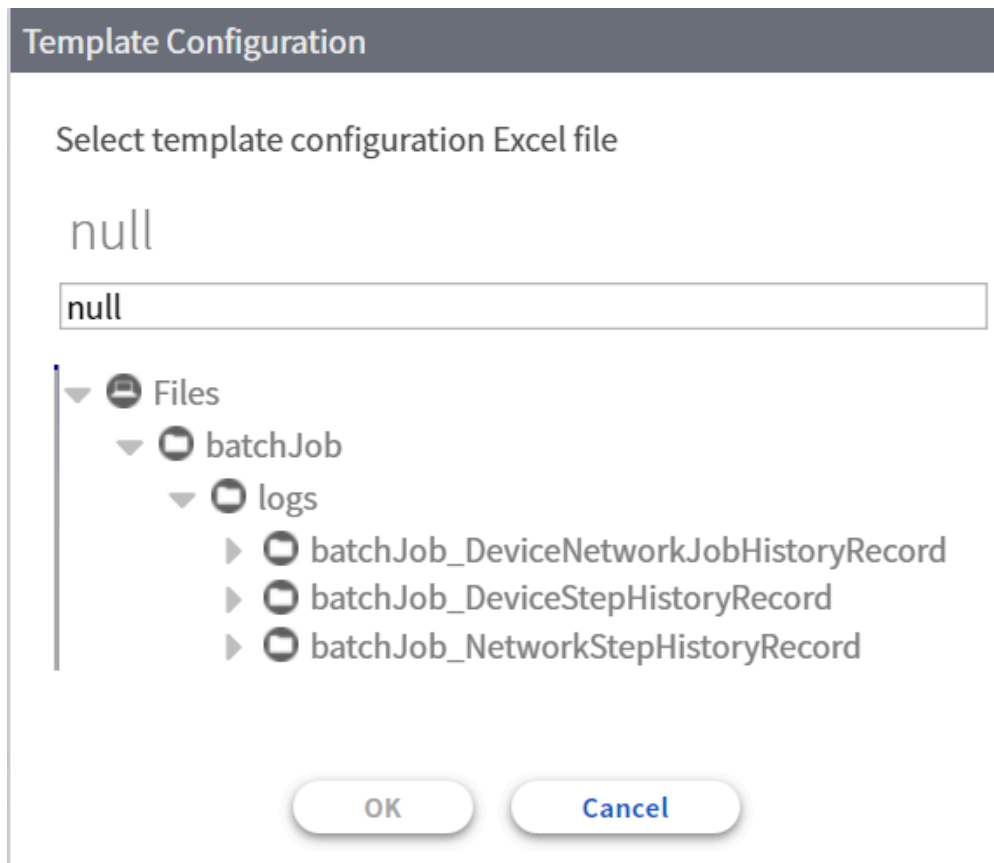 Template Configuration
Select template configuration Excel file
null
null
Files
batchJob
logs
batchJob_DeviceNetworkJobHistoryRecord
batchJob_DeviceStepHistoryRecord
batchJob_NetworkStepHistoryRecord
OK Cancel